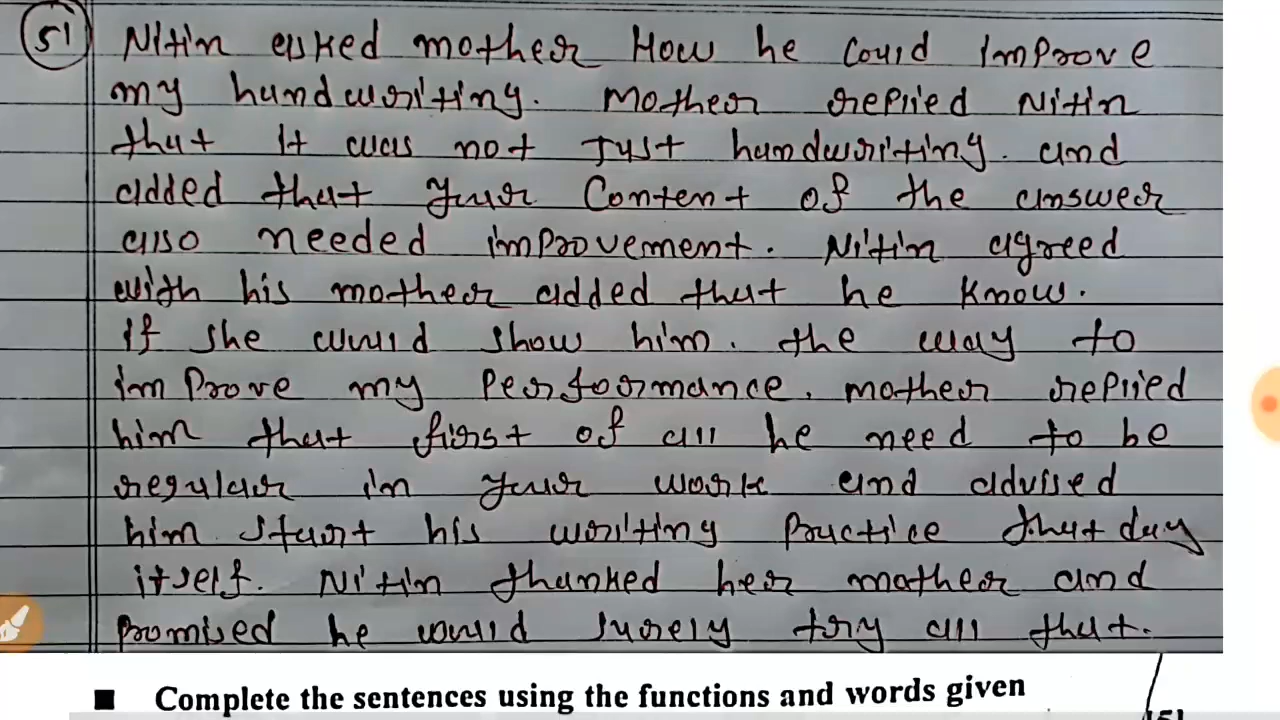 51 Nitin asked mother How he Could improve
my handwriting. Mother replied Nitin
that It was not Just handwriting. and
added that your Content of the answer
also needed improvement. Nitin agreed
with his mother added that he know.
If she would show him. the way to
improve my Performance. mother replied
him that first of all he need to be
regular in your work and advised
him start his writing Practice that day
itself. Nitin thanked her mother and
promised he would surely try all that.
■ Complete the sentences using the functions and words given